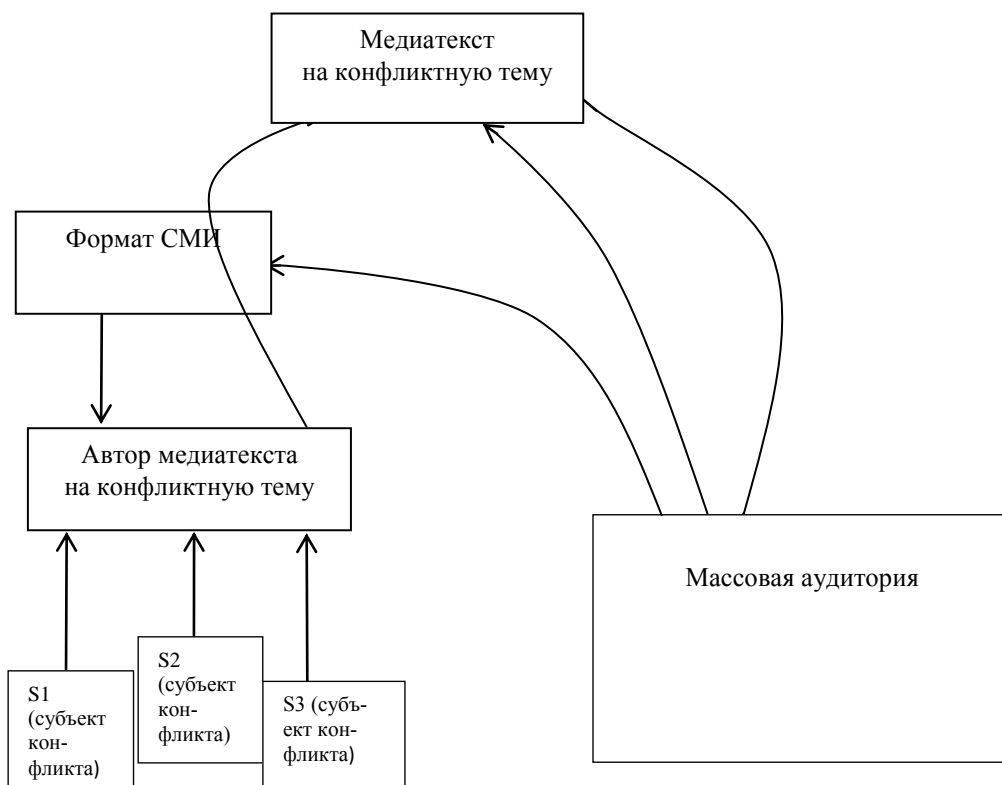 Медиатекст
на конфликтную тему
Формат СМИ
Автор медиатекста
на конфликтную тему
Массовая аудитория
S1
(субъект
кон-
фликта)
S2
(субъект
кон-
фликта)
S3 (субъ-
ект кон-
фликта)